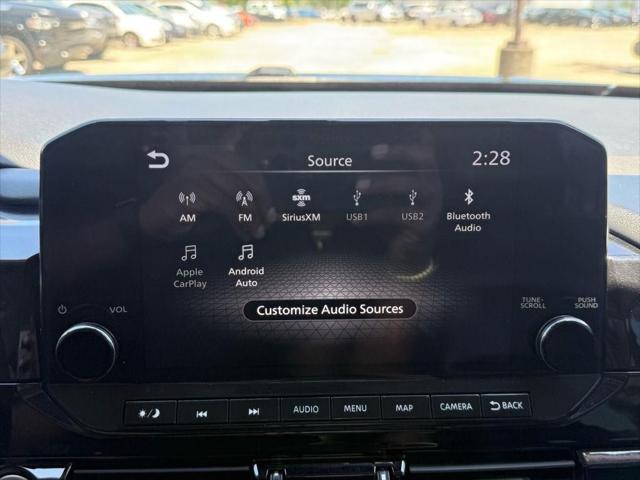 Source 2:28
AM FM sxm SiriusXM USB1 USB2 Bluetooth Audio
Apple CarPlay Android Auto
Customize Audio Sources
VOL
TUNE·SCROLL
PUSH SOUND
AUDIO MENU MAP CAMERA BACK